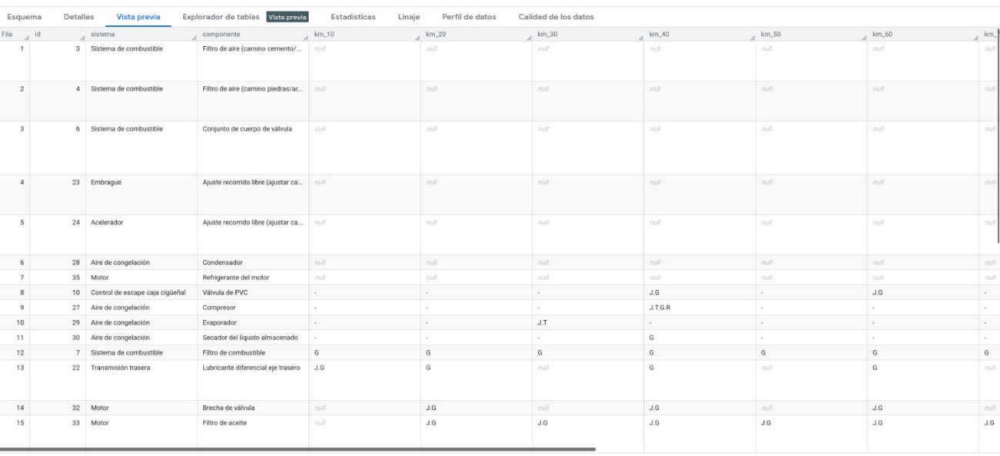 Esquema Detalles Vista previa Explorador de tablas Vista previa Estadísticas Linaje Perfil de datos Calidad de los datos
Fila id sistema componente km_10 km_20 km_30 km_40 km_50 km_60 km_
1 3 Sistema de combustible Filtro de aire (camino cemento/... null null null null null null null
2 4 Sistema de combustible Filtro de aire (camino piedras/ar... null null null null null null null
3 6 Sistema de combustible Conjunto de cuerpo de válvula null null null null null null null
4 23 Embrague Ajuste recorrido libre (ajustar ca... null null null null null null null
5 24 Acelerador Ajuste recorrido libre (ajustar ca... null null null null null null null
6 28 Aire de congelación Condensador null null null null null null null
7 35 Motor Refrigerante del motor null null null null null null null
8 10 Control de escape caja cigüeñal Válvula de PVC - - - J.G - J.G -
9 27 Aire de congelación Compresor - - - J.T.G.R - - -
10 29 Aire de congelación Evaporador - - J.T - - - -
11 30 Aire de congelación Secador del líquido almacenado - - - G - - -
12 7 Sistema de combustible Filtro de combustible G G G G G G G
13 22 Transmisión trasera Lubricante diferencial eje trasero J.G G null G null G null
14 32 Motor Brecha de válvula null J.G null J.G null J.G null
15 33 Motor Filtro de aceite null J.G J.G J.G J.G J.G J.G